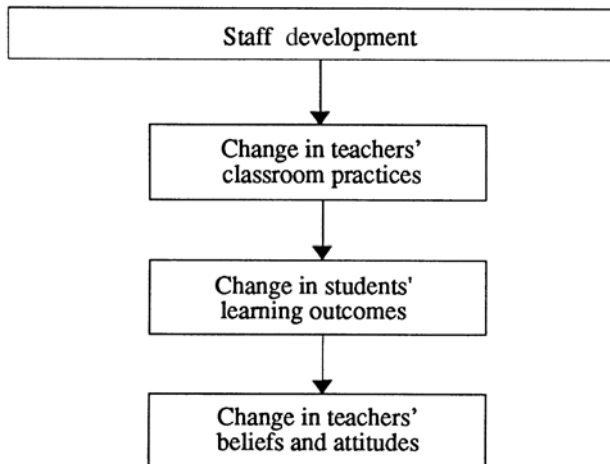 Staff development
Change in teachers'
classroom practices
Change in students'
learning outcomes
Change in teachers'
beliefs and attitudes